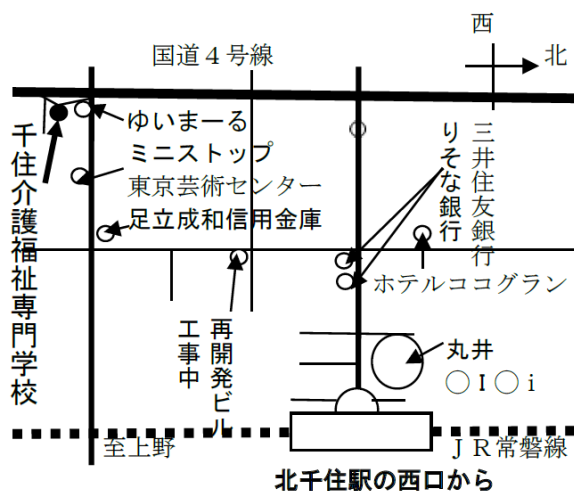 西
北
国道４号線
ゆいまーる
ミニストップ
東京芸術センター
足立成和信用金庫
千住介護福祉専門学校
三井住友銀行
りそな銀行
ホテルココグラン
再開発ビル
工事中
丸井
〇Ｉ〇ｉ
至上野
ＪＲ常磐線
北千住駅の西口から